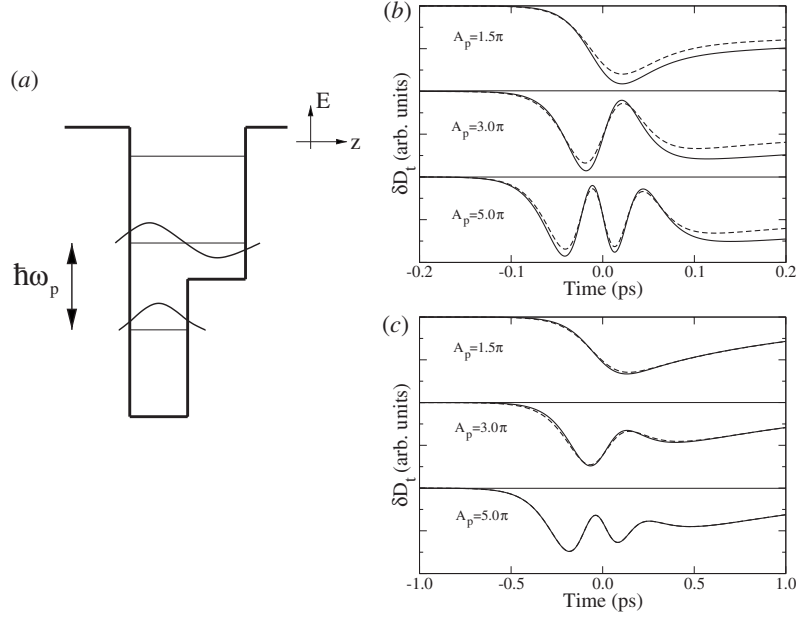 (a)
E
z
ħω_p
(b)
A_p=1.5π
A_p=3.0π
A_p=5.0π
δD_t (arb. units)
-0.2 -0.1 0.0 0.1 0.2
Time (ps)
(c)
A_p=1.5π
A_p=3.0π
A_p=5.0π
δD_t (arb. units)
-1.0 -0.5 0.0 0.5 1.0
Time (ps)